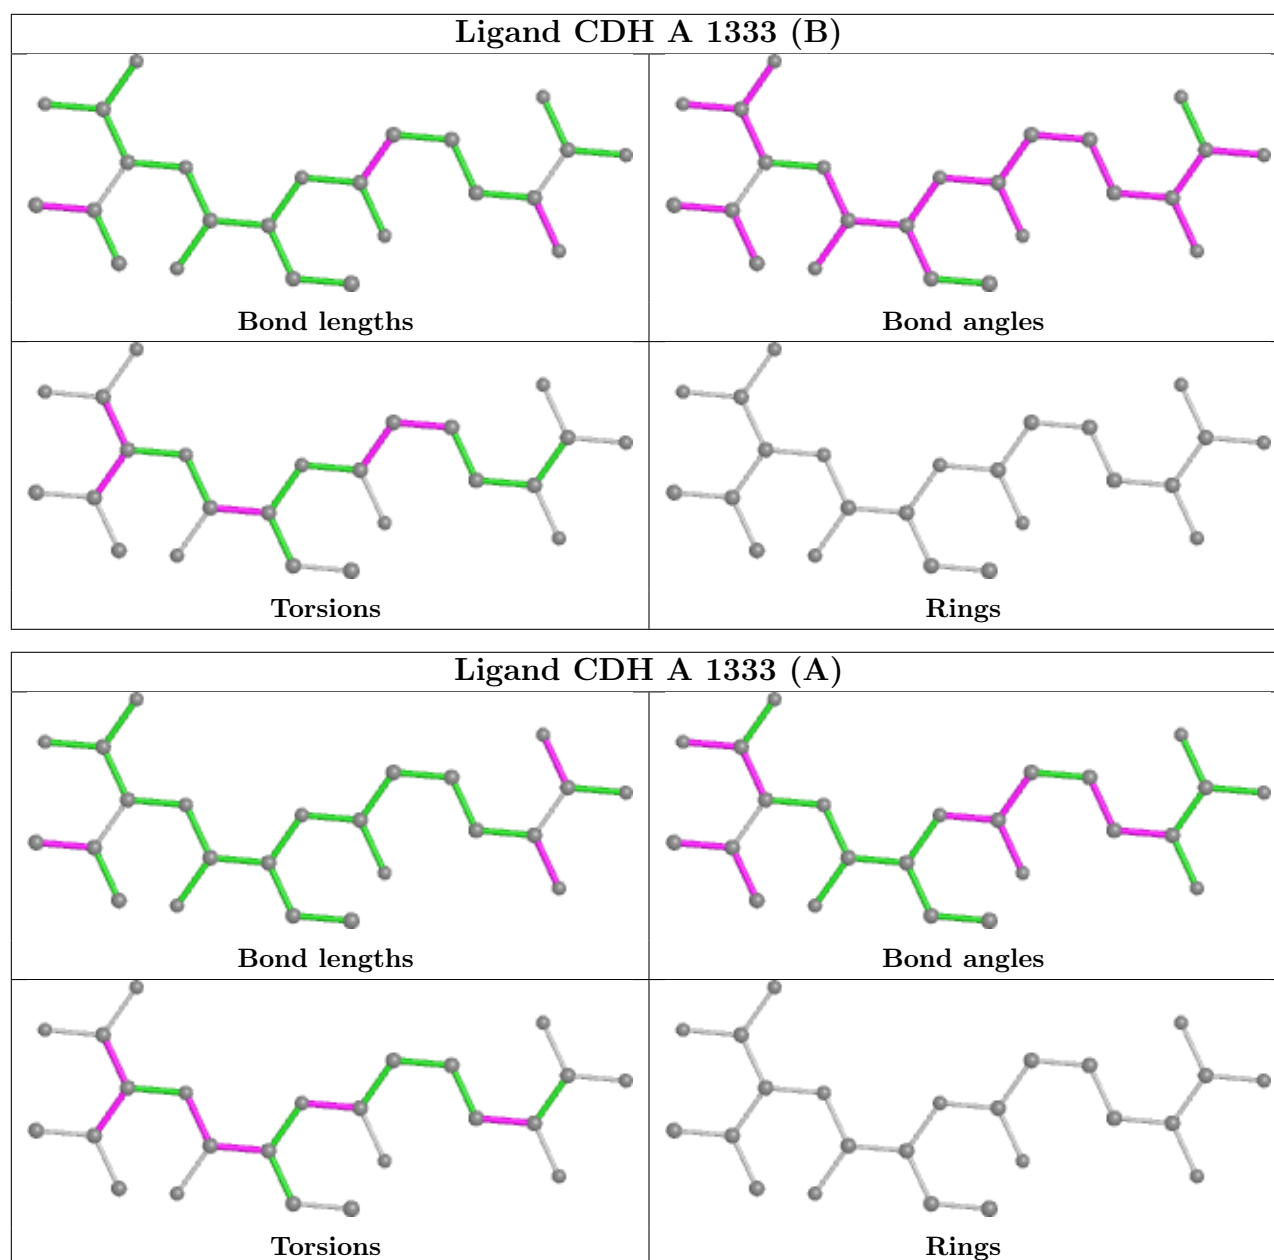 Ligand CDH A 1333 (B)
Bond lengths
Bond angles
Torsions
Rings
Ligand CDH A 1333 (A)
Bond lengths
Bond angles
Torsions
Rings